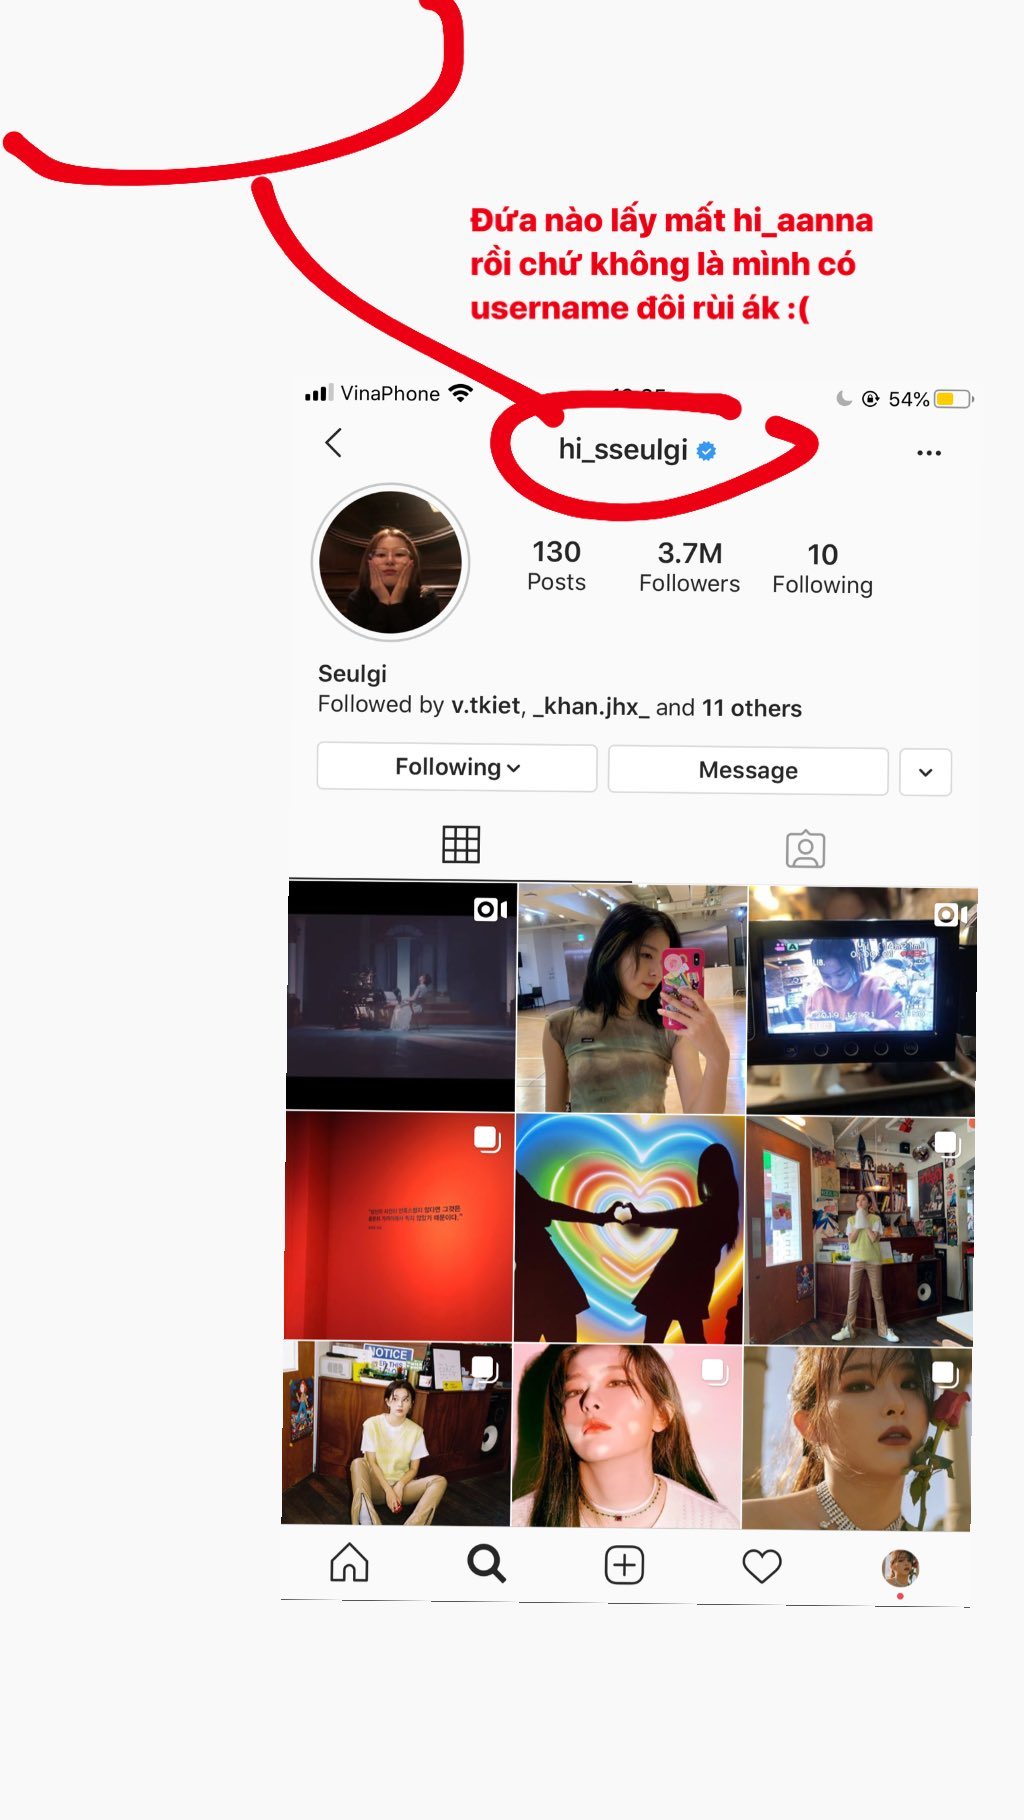 Đứa nào lấy mất hi_aanna
rồi chứ không là mình có
username đôi rùi ák :(
VinaPhone
54%
hi_sseulgi
130
Posts
3.7M
Followers
10
Following
Seulgi
Followed by v.tkiet, _khan.jhx_ and 11 others
Following
Message
NOTICE